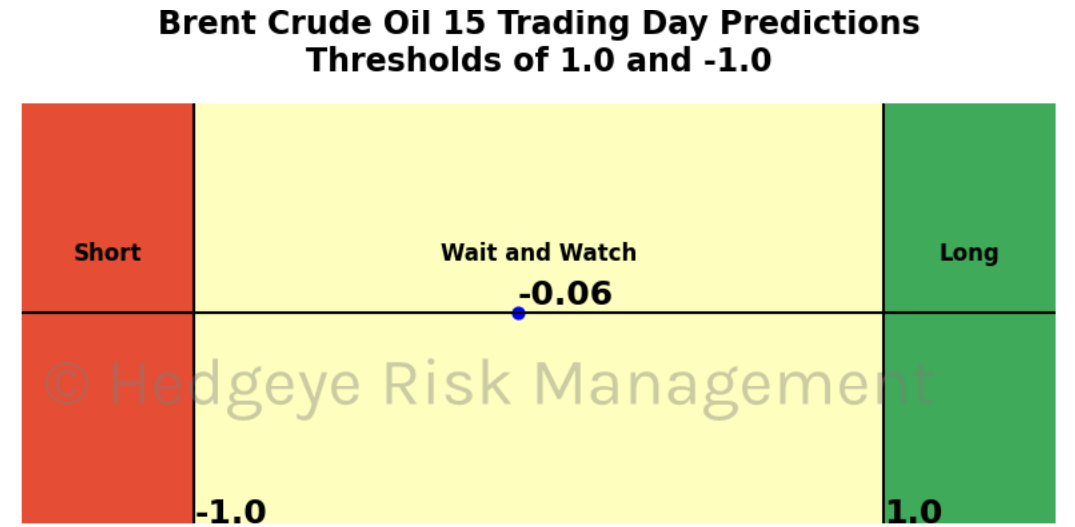 Brent Crude Oil 15 Trading Day Predictions
Thresholds of 1.0 and -1.0
Short
Wait and Watch
Long
-0.06
© Hedgeye Risk Management
-1.0
1.0